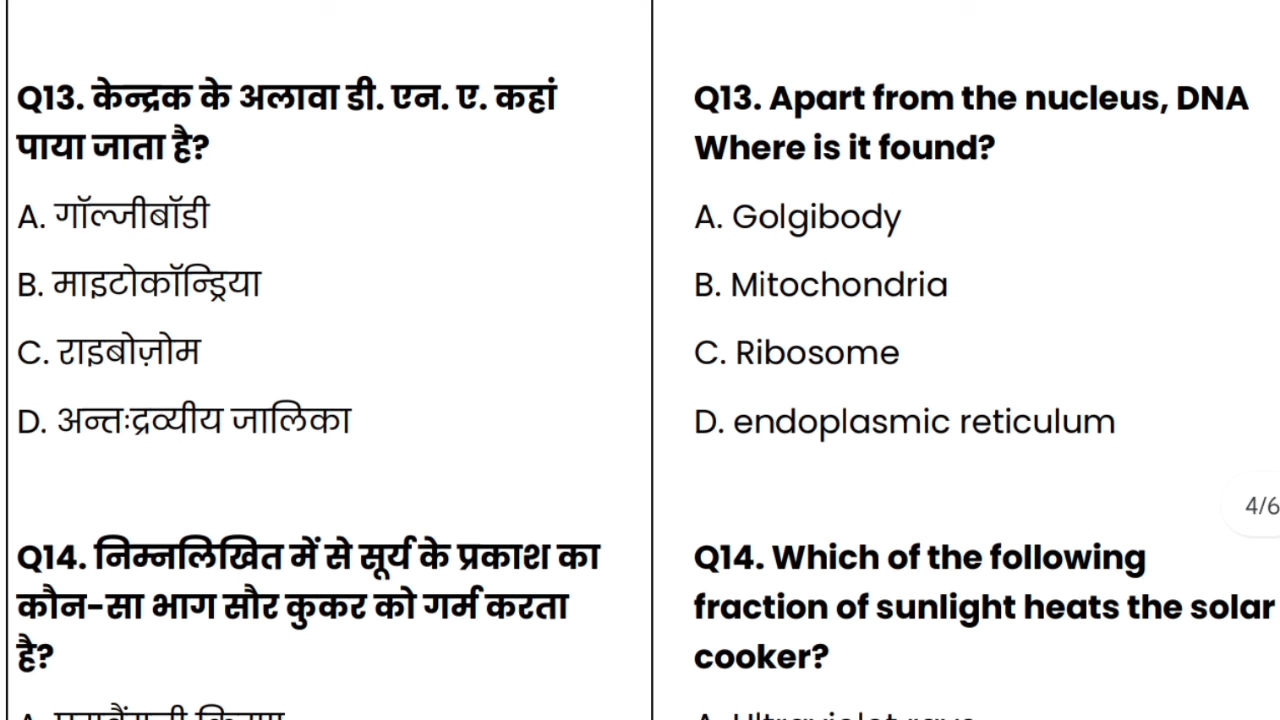 Q13. केन्द्रक के अलावा डी. एन. ए. कहां
पाया जाता है?
A. गॉल्जीबॉडी
B. माइटोकॉन्ड्रिया
C. राइबोज़ोम
D. अन्तःद्रव्यीय जालिका
Q14. निम्नलिखित में से सूर्य के प्रकाश का
कौन-सा भाग सौर कुकर को गर्म करता
है?
Q13. Apart from the nucleus, DNA
Where is it found?
A. Golgibody
B. Mitochondria
C. Ribosome
D. endoplasmic reticulum
4/6
Q14. Which of the following
fraction of sunlight heats the solar
cooker?
A. Ultraviolet rays